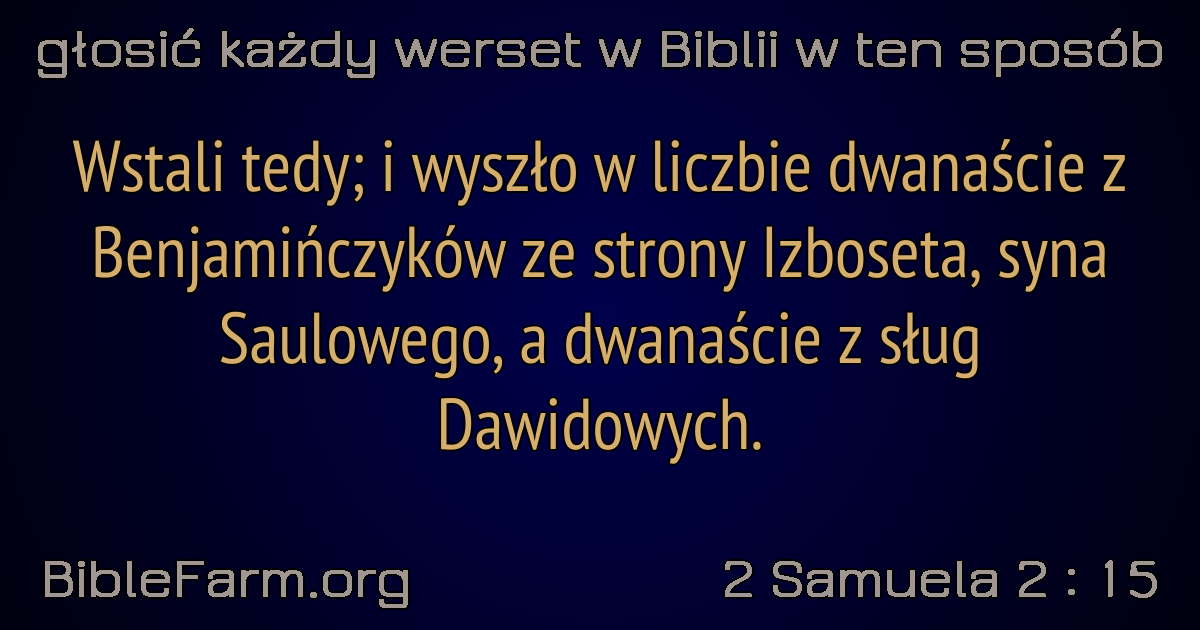 głosić każdy werset w Biblii w ten sposób
Wstali tedy; i wyszło w liczbie dwanaście z
Benjamińczyków ze strony Izboseta, syna
Saulowego, a dwanaście z sług
Dawidowych.
BibleFarm.org
2 Samuela 2 : 15